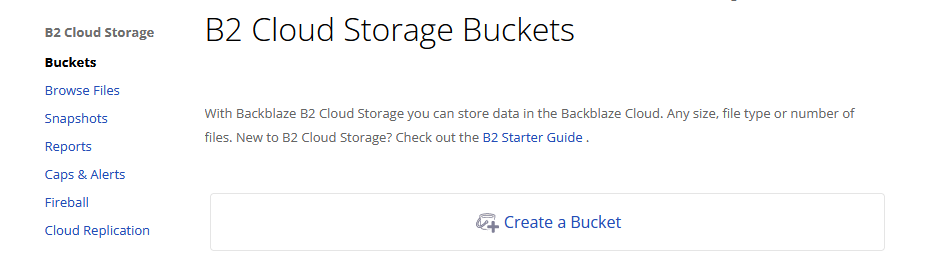 B2 Cloud Storage
Buckets
Browse Files
Snapshots
Reports
Caps & Alerts
Fireball
Cloud Replication
B2 Cloud Storage Buckets
With Backblaze B2 Cloud Storage you can store data in the Backblaze Cloud. Any size, file type or number of
files. New to B2 Cloud Storage? Check out the B2 Starter Guide .
Create a Bucket